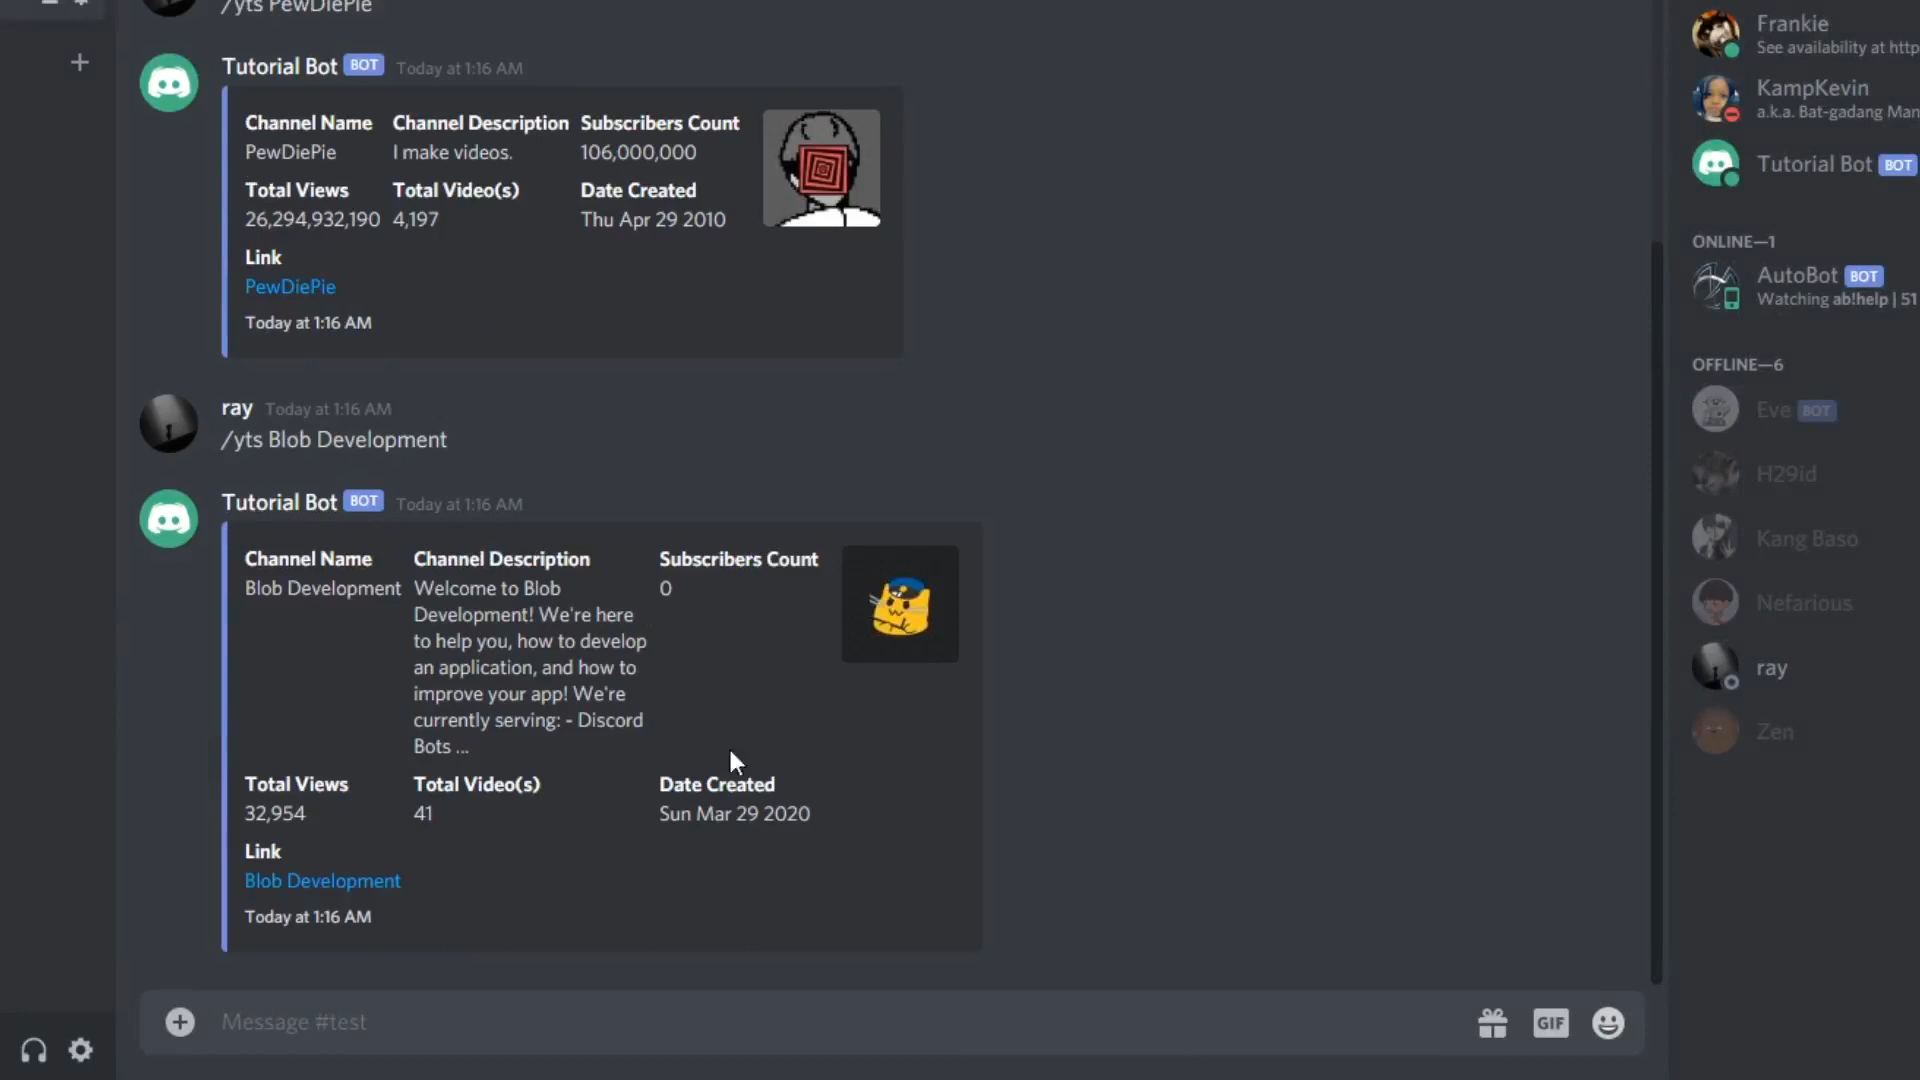 /yts PewDiePie
Tutorial Bot BOT Today at 1:16 AM
Channel Name Channel Description Subscribers Count
PewDiePie I make videos. 106,000,000
Total Views Total Video(s) Date Created
26,294,932,190 4,197 Thu Apr 29 2010
Link
PewDiePie
Today at 1:16 AM
ray Today at 1:16 AM
/yts Blob Development
Tutorial Bot BOT Today at 1:16 AM
Channel Name Channel Description Subscribers Count
Blob Development Welcome to Blob 0
Development! We're here
to help you, how to develop
an application, and how to
improve your app! We're
currently serving: - Discord
Bots ...
Total Views Total Video(s) Date Created
32,954 41 Sun Mar 29 2020
Link
Blob Development
Today at 1:16 AM
Message #test
GIF
Frankie
See availability at http
KampKevin
a.k.a. Bat-gadang Man
Tutorial Bot BOT
ONLINE—1
AutoBot BOT
Watching ab!help | 51
OFFLINE—6
Eve BOT
H29id
Kang Baso
Nefarious
ray
Zen